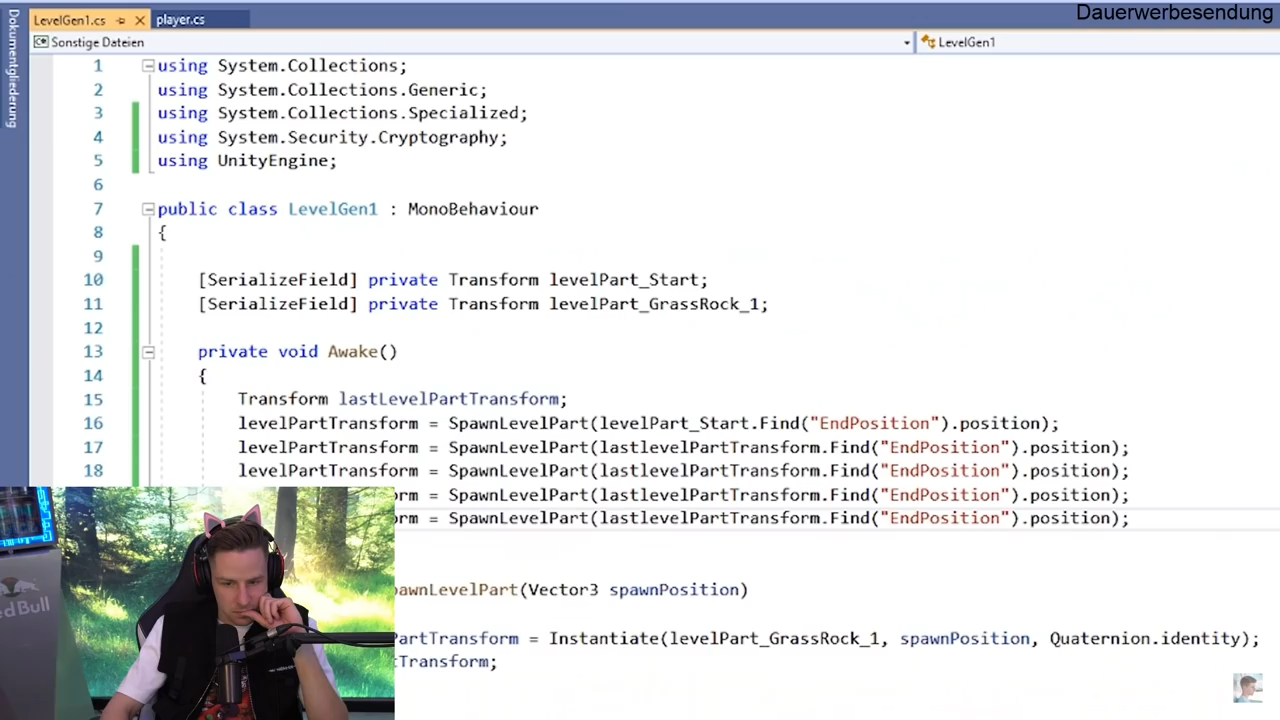 Dauerwerbesendung
LevelGen1.cs
player.cs
Dokumentgliederung
Sonstige Dateien
LevelGen1
1 using System.Collections;
2 using System.Collections.Generic;
3 using System.Collections.Specialized;
4 using System.Security.Cryptography;
5 using UnityEngine;
6
7 public class LevelGen1 : MonoBehaviour
8 {
9
10 [SerializeField] private Transform levelPart_Start;
11 [SerializeField] private Transform levelPart_GrassRock_1;
12
13 private void Awake()
14 {
15 Transform lastLevelPartTransform;
16 levelPartTransform = SpawnLevelPart(levelPart_Start.Find("EndPosition").position);
17 levelPartTransform = SpawnLevelPart(lastlevelPartTransform.Find("EndPosition").position);
18 levelPartTransform = SpawnLevelPart(lastlevelPartTransform.Find("EndPosition").position);
orm = SpawnLevelPart(lastlevelPartTransform.Find("EndPosition").position);
orm = SpawnLevelPart(lastlevelPartTransform.Find("EndPosition").position);
pawnLevelPart(Vector3 spawnPosition)
PartTransform = Instantiate(levelPart_GrassRock_1, spawnPosition, Quaternion.identity);
tTransform;
edBull